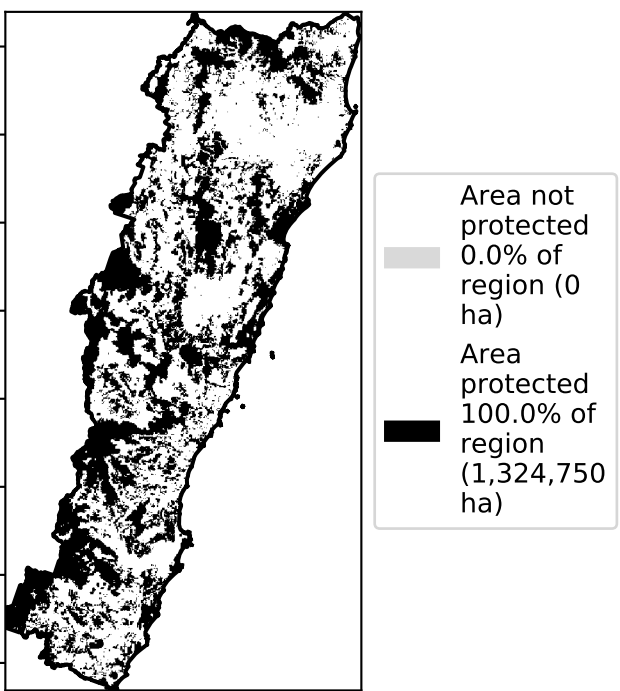 Area not
protected
0.0% of
region (0
ha)
Area
protected
100.0% of
region
(1,324,750
ha)